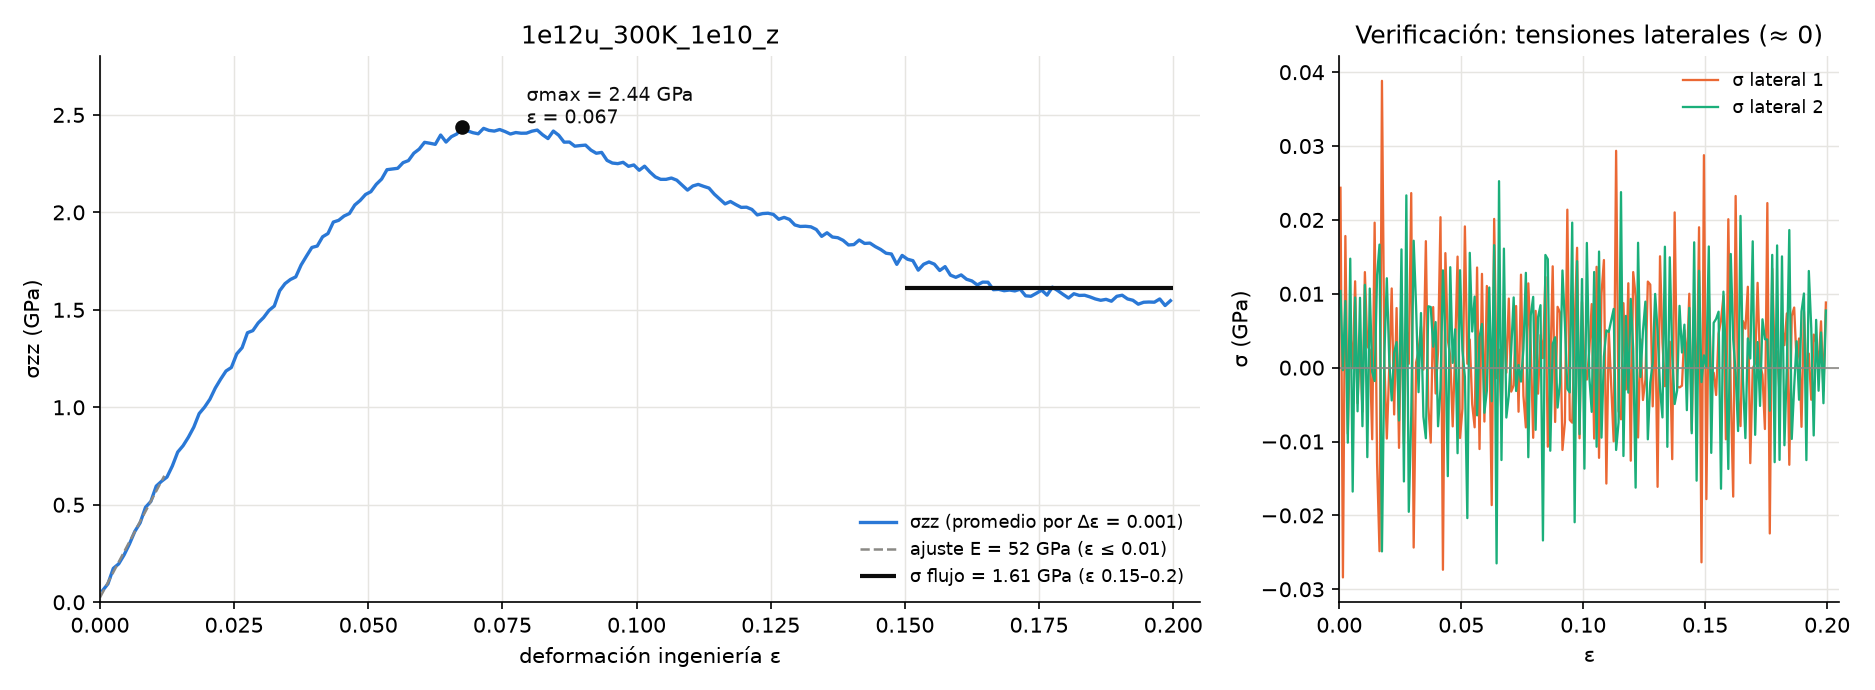 1e12u_300K_1e10_z
σmax = 2.44 GPa
ε = 0.067
2.5
2.0
1.5
1.0
0.5
0.0
σzz (GPa)
σzz (promedio por Δε = 0.001)
ajuste E = 52 GPa (ε ≤ 0.01)
σ flujo = 1.61 GPa (ε 0.15–0.2)
0.000
0.025
0.050
0.075
0.100
0.125
0.150
0.175
0.200
deformación ingeniería ε
Verificación: tensiones laterales (≈ 0)
σ lateral 1
σ lateral 2
0.04
0.03
0.02
0.01
0.00
−0.01
−0.02
−0.03
σ (GPa)
0.00
0.05
0.10
0.15
0.20
ε